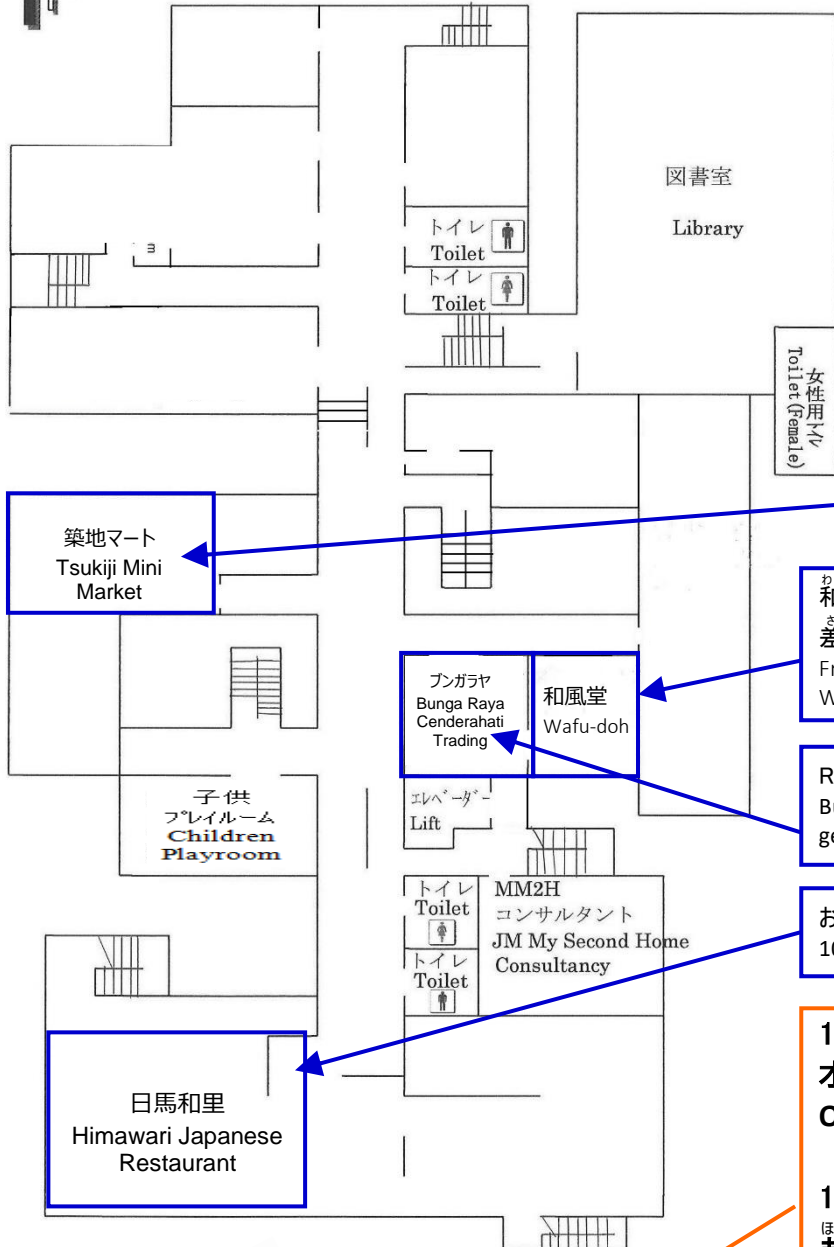 トイレ
Toilet
トイレ
Toilet
図書室
Library
女性用トイレ
Toilet(Female)
築地マート
Tsukiji Mini
Market
ブンガラヤ
Bunga Raya
Cenderahati
Trading
和風堂
Wafu-doh
エレベーター
Lift
子供
プレイルーム
Children
Playroom
トイレ
Toilet
トイレ
Toilet
MM2H
コンサルタント
JM My Second Home
Consultancy
日馬和里
Himawari Japanese
Restaurant